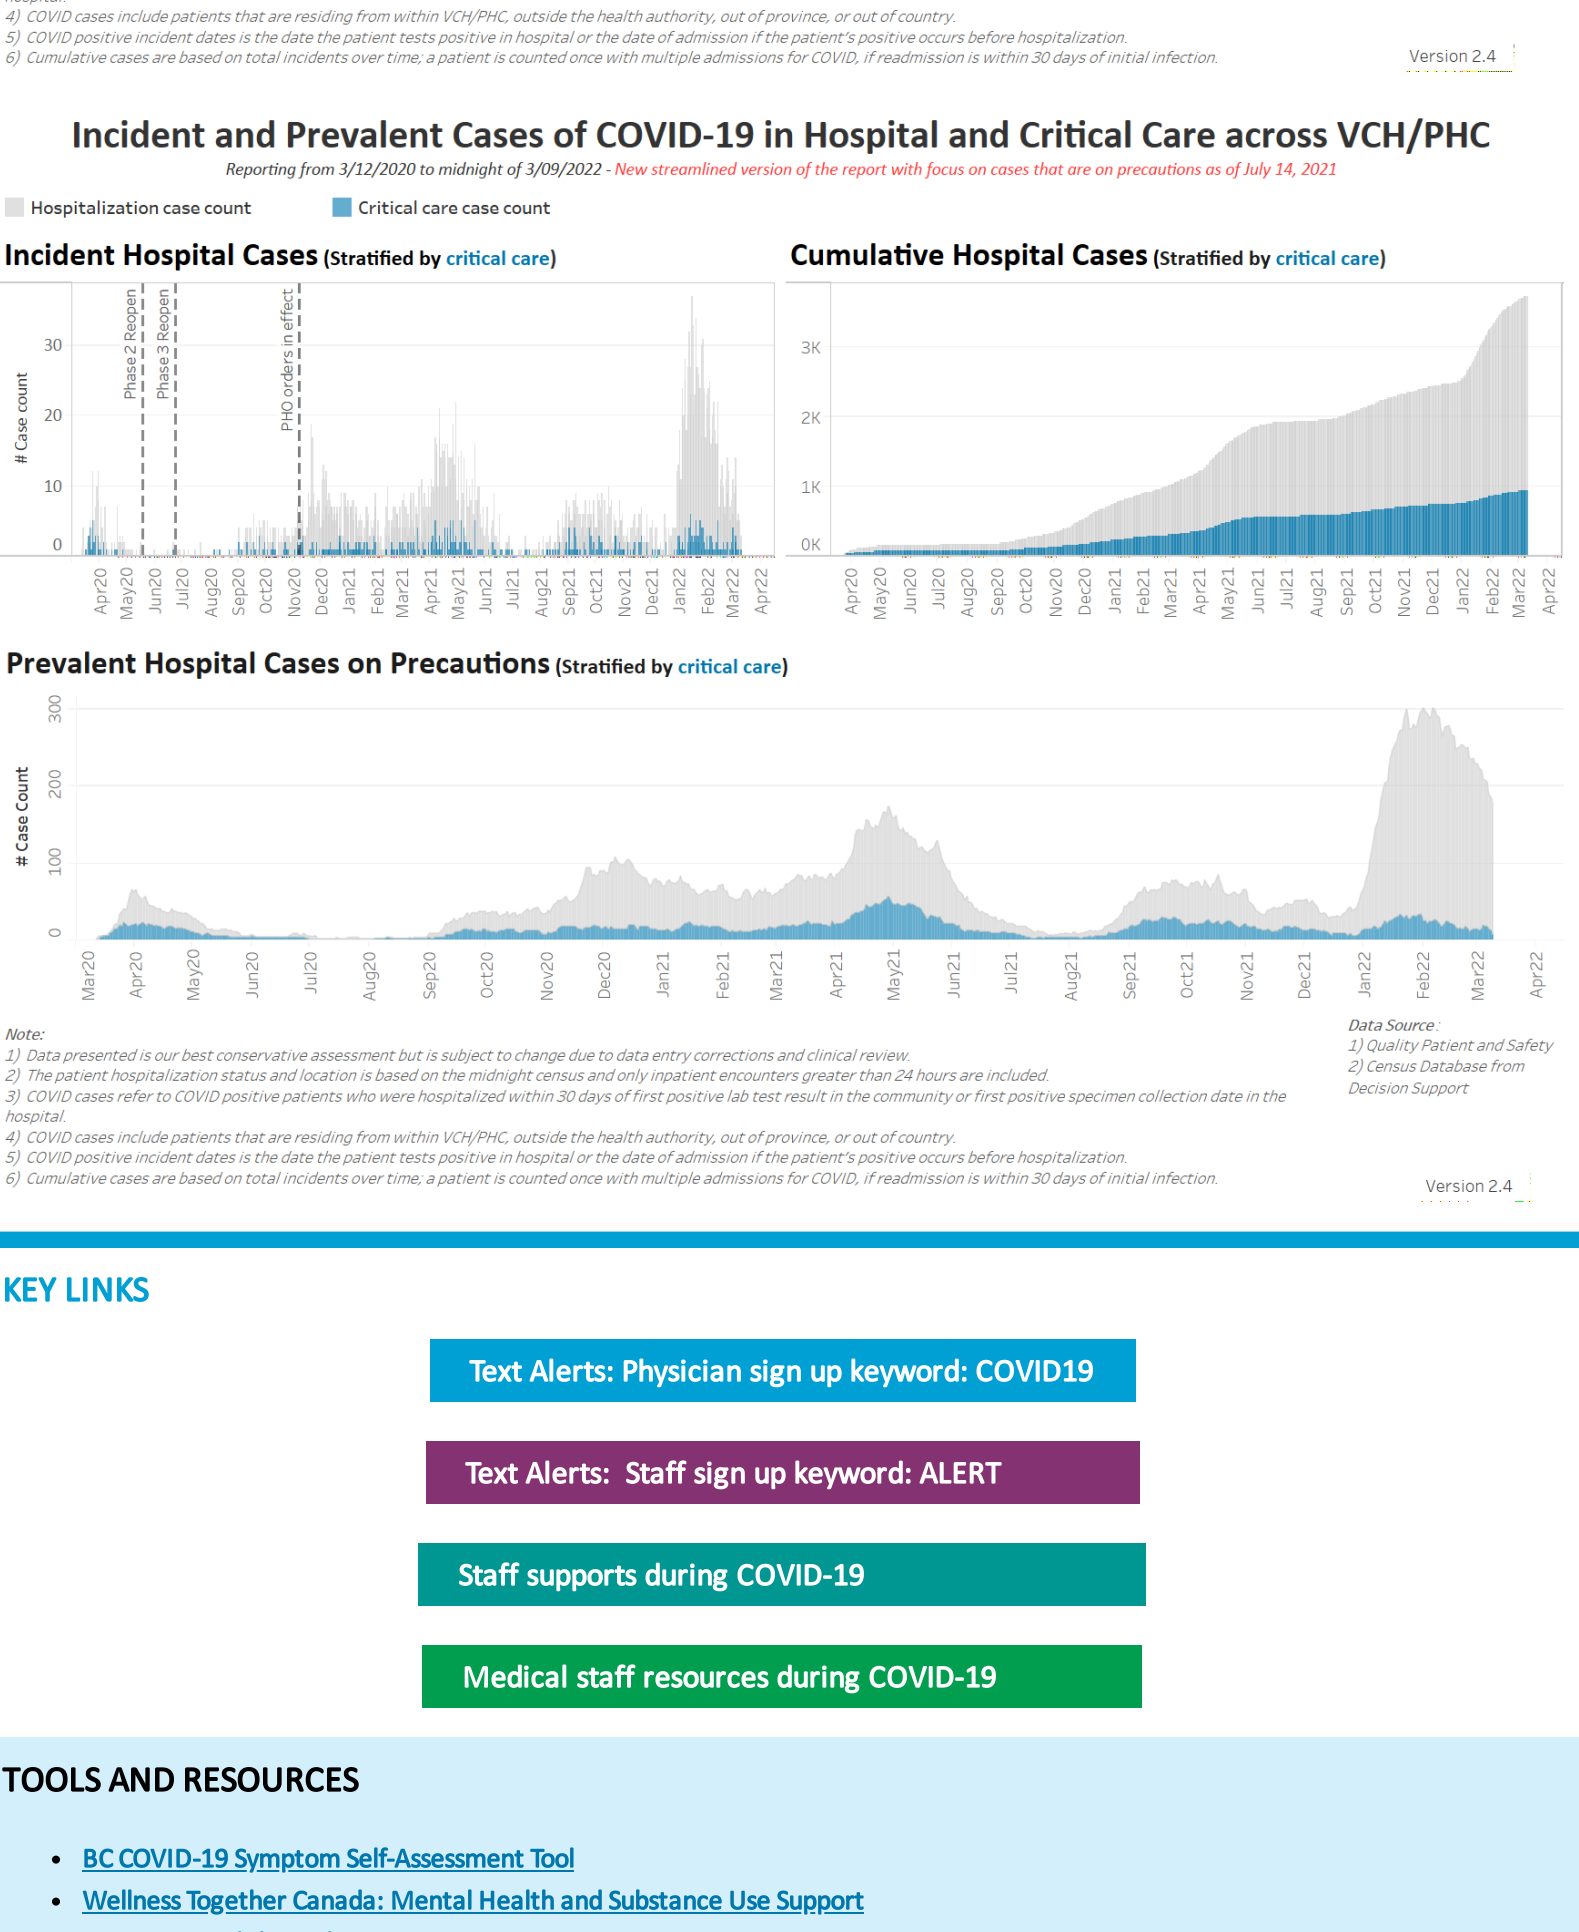 hospital.
4) COVID cases include patients that are residing from within VCH/PHC, outside the health authority, out of province, or out of country.
5) COVID positive incident dates is the date the patient tests positive in hospital or the date of admission if the patient's positive occurs before hospitalization.
6) Cumulative cases are based on total incidents over time; a patient is counted once with multiple admissions for COVID, if readmission is within 30 days of initial infection.
Version 2.4
Incident and Prevalent Cases of COVID-19 in Hospital and Critical Care across VCH/PHC
Reporting from 3/12/2020 to midnight of 3/09/2022 - New streamlined version of the report with focus on cases that are on precautions as of July 14, 2021
Hospitalization case count
Critical care case count
Incident Hospital Cases (Stratified by critical care)
# Case count
30
20
10
0
Phase 2 Reopen
Phase 3 Reopen
PHO orders in effect
Apr20 May20 Jun20 Jul20 Aug20 Sep20 Oct20 Nov20 Dec20 Jan21 Feb21 Mar21 Apr21 May21 Jun21 Jul21 Aug21 Sep21 Oct21 Nov21 Dec21 Jan22 Feb22 Mar22 Apr22
Cumulative Hospital Cases (Stratified by critical care)
3K
2K
1K
0K
Apr20 May20 Jun20 Jul20 Aug20 Sep20 Oct20 Nov20 Dec20 Jan21 Feb21 Mar21 Apr21 May21 Jun21 Jul21 Aug21 Sep21 Oct21 Nov21 Dec21 Jan22 Feb22 Mar22 Apr22
Prevalent Hospital Cases on Precautions (Stratified by critical care)
# Case Count
300
200
100
0
Mar20 Apr20 May20 Jun20 Jul20 Aug20 Sep20 Oct20 Nov20 Dec20 Jan21 Feb21 Mar21 Apr21 May21 Jun21 Jul21 Aug21 Sep21 Oct21 Nov21 Dec21 Jan22 Feb22 Mar22 Apr22
Note:
1) Data presented is our best conservative assessment but is subject to change due to data entry corrections and clinical review.
2) The patient hospitalization status and location is based on the midnight census and only inpatient encounters greater than 24 hours are included.
3) COVID cases refer to COVID positive patients who were hospitalized within 30 days of first positive lab test result in the community or first positive specimen collection date in the
hospital.
4) COVID cases include patients that are residing from within VCH/PHC, outside the health authority, out of province, or out of country.
5) COVID positive incident dates is the date the patient tests positive in hospital or the date of admission if the patient's positive occurs before hospitalization.
6) Cumulative cases are based on total incidents over time; a patient is counted once with multiple admissions for COVID, if readmission is within 30 days of initial infection.
Data Source:
1) Quality Patient and Safety
2) Census Database from
Decision Support
Version 2.4
KEY LINKS
Text Alerts: Physician sign up keyword: COVID19
Text Alerts: Staff sign up keyword: ALERT
Staff supports during COVID-19
Medical staff resources during COVID-19
TOOLS AND RESOURCES
• BC COVID-19 Symptom Self-Assessment Tool
• Wellness Together Canada: Mental Health and Substance Use Support